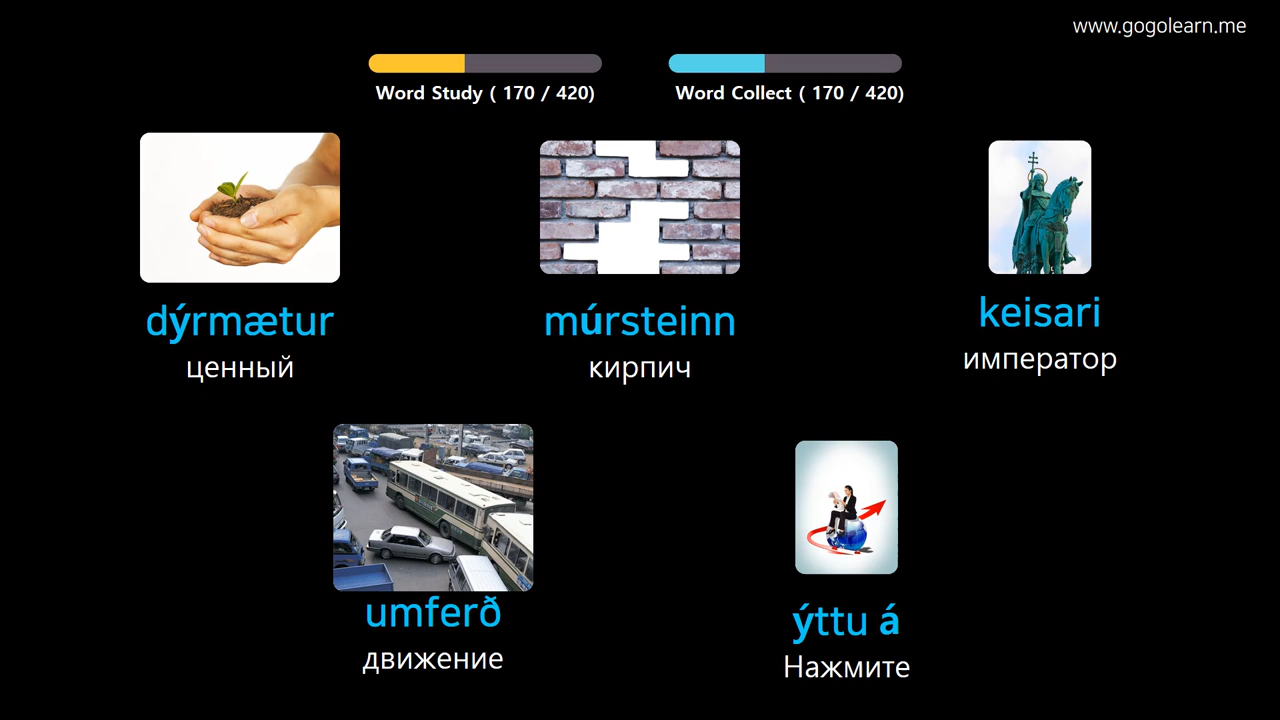 www.gogolearn.me
Word Study ( 170 / 420)
Word Collect ( 170 / 420)
dýrmætur
ценный
múrsteinn
кирпич
keisari
император
umferð
движение
ýttu á
Нажмите